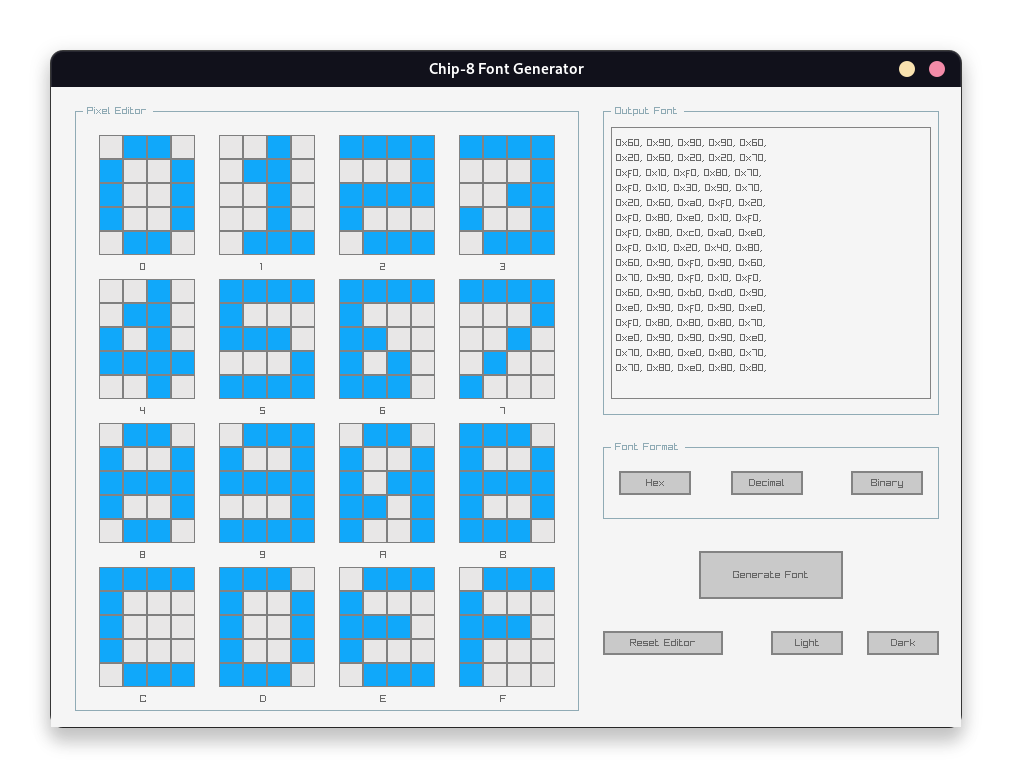 Chip-8 Font Generator
Pixel Editor
0 1 2 3
4 5 6 7
8 9 A B
C D E F
Output Font
0x60, 0x90, 0x90, 0x90, 0x60,
0x20, 0x60, 0x20, 0x20, 0x70,
0xf0, 0x10, 0xf0, 0x80, 0x70,
0xf0, 0x10, 0x30, 0x90, 0x70,
0x20, 0x60, 0xa0, 0xf0, 0x20,
0xf0, 0x80, 0xe0, 0x10, 0xf0,
0xf0, 0x80, 0xc0, 0xa0, 0xe0,
0xf0, 0x10, 0x20, 0x40, 0x80,
0x60, 0x90, 0xf0, 0x90, 0x60,
0x70, 0x90, 0xf0, 0x10, 0xf0,
0x60, 0x90, 0xb0, 0xd0, 0x90,
0xe0, 0x90, 0xf0, 0x90, 0xe0,
0xf0, 0x80, 0x80, 0x80, 0x70,
0xe0, 0x90, 0x90, 0x90, 0xe0,
0x70, 0x80, 0xe0, 0x80, 0x70,
0x70, 0x80, 0xe0, 0x80, 0x80,
Font Format
Hex Decimal Binary
Generate Font
Reset Editor Light Dark